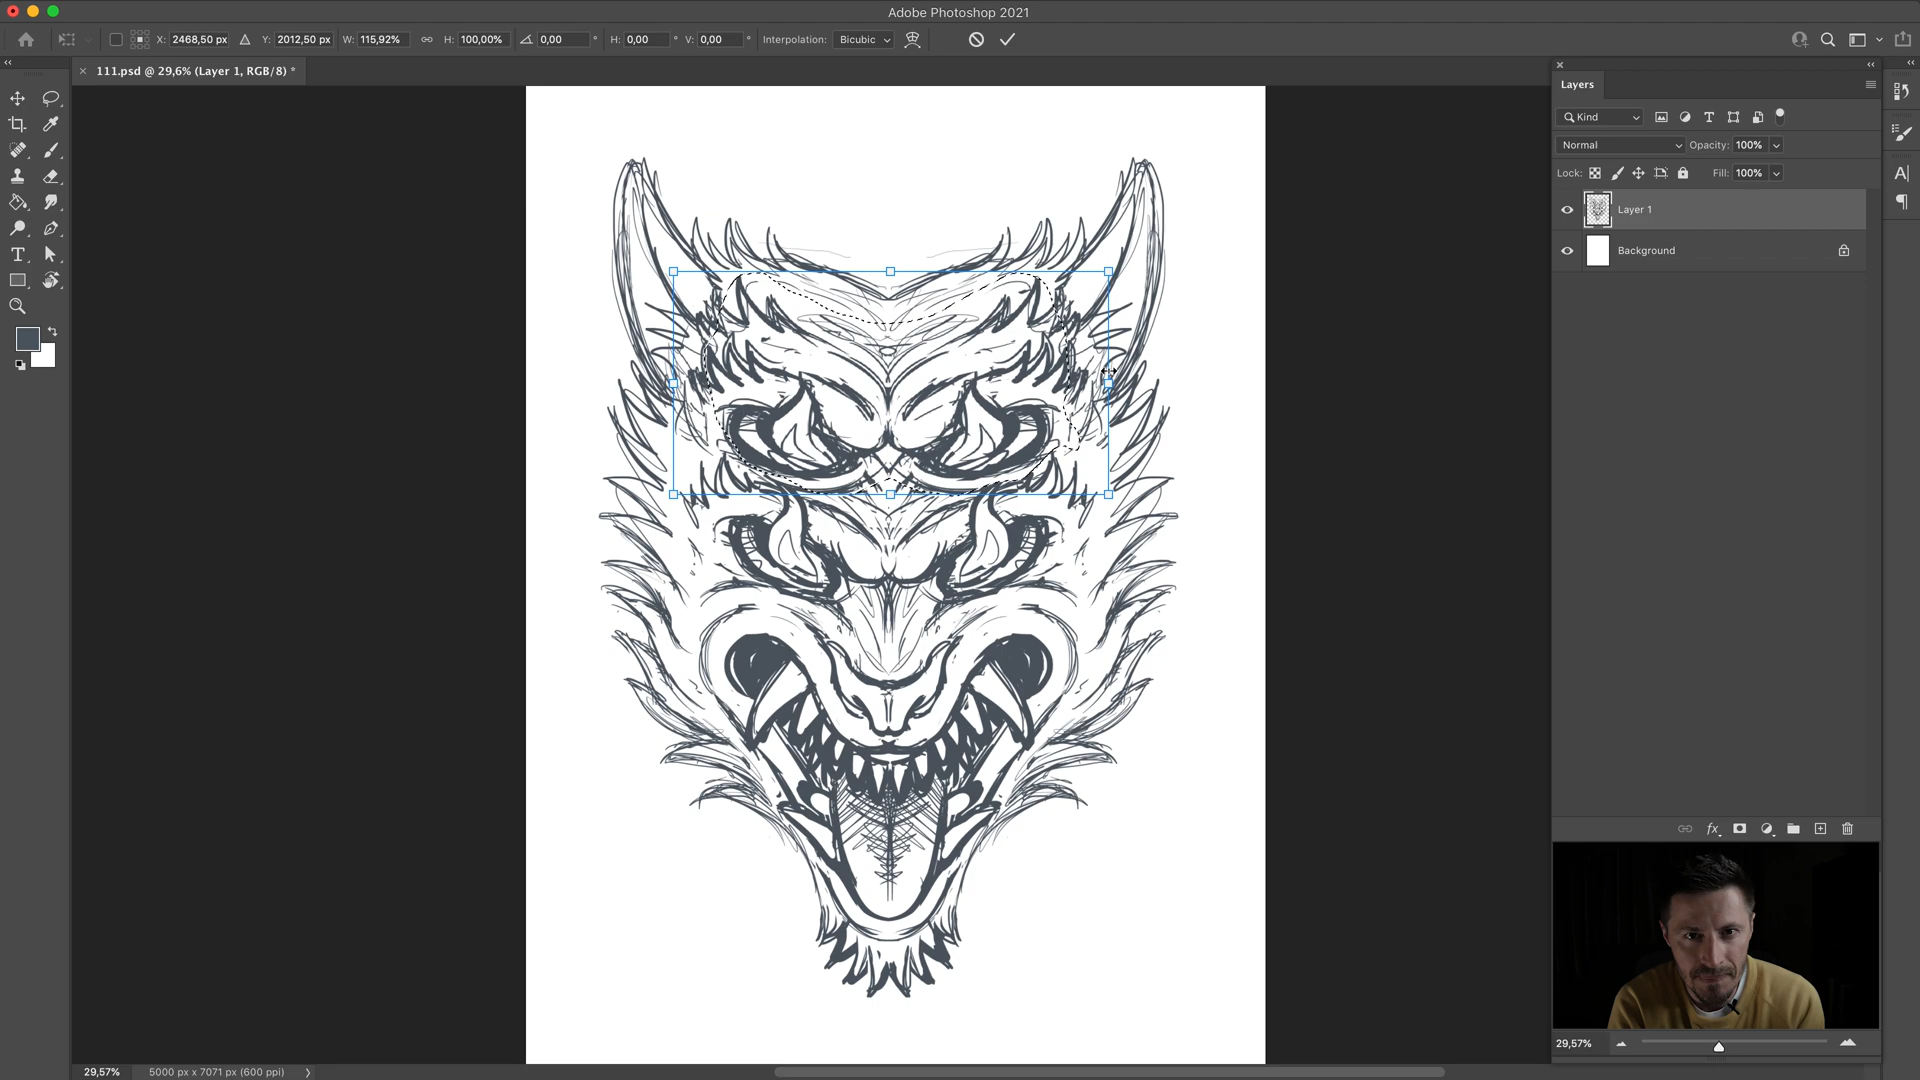 Adobe Photoshop 2021
X: 2468,50 px Y: 2012,50 px W: 115,92% H: 100,00% 0,00 ° H: 0,00 ° V: 0,00 ° Interpolation: Bicubic
111.psd @ 29,6% (Layer 1, RGB/8) *
Layers
Kind
Normal Opacity: 100%
Lock: Fill: 100%
Layer 1
Background
fx
29,57%
29,57% 5000 px x 7071 px (600 ppi)